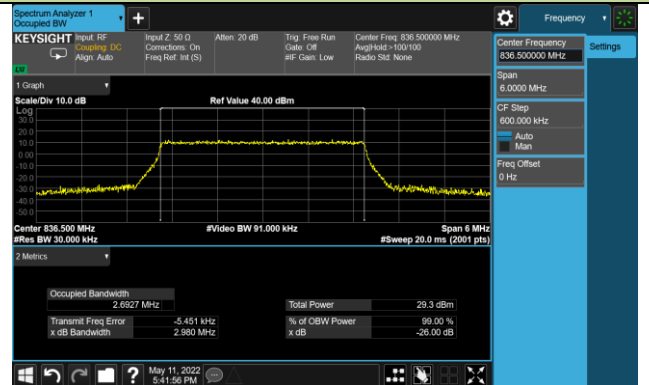 Spectrum Analyzer 1
Occupied BW
+
Frequency
KEYSIGHT
Input: RF
Coupling: DC
Align: Auto
Input Z: 50 Ω
Corrections: On
Freq Ref: Int (S)
Atten: 20 dB
Trig: Free Run
Gate: Off
#IF Gain: Low
Center Freq: 836.500000 MHz
Avg|Hold:>100/100
Radio Std: None
Center Frequency
836.500000 MHz
Settings
Span
6.0000 MHz
CF Step
600.000 kHz
Auto
Man
Freq Offset
0 Hz
1 Graph
Scale/Div 10.0 dB
Ref Value 40.00 dBm
Log
30.0
20.0
10.0
0.00
-10.0
-20.0
-30.0
-40.0
-50.0
Center 836.500 MHz
#Video BW 91.000 kHz
Span 6 MHz
#Res BW 30.000 kHz
#Sweep 20.0 ms (2001 pts)
2 Metrics
Occupied Bandwidth
2.6927 MHz
Total Power 29.3 dBm
Transmit Freq Error -5.451 kHz
% of OBW Power 99.00 %
x dB Bandwidth 2.980 MHz
x dB -26.00 dB
?
May 11, 2022
5:41:56 PM